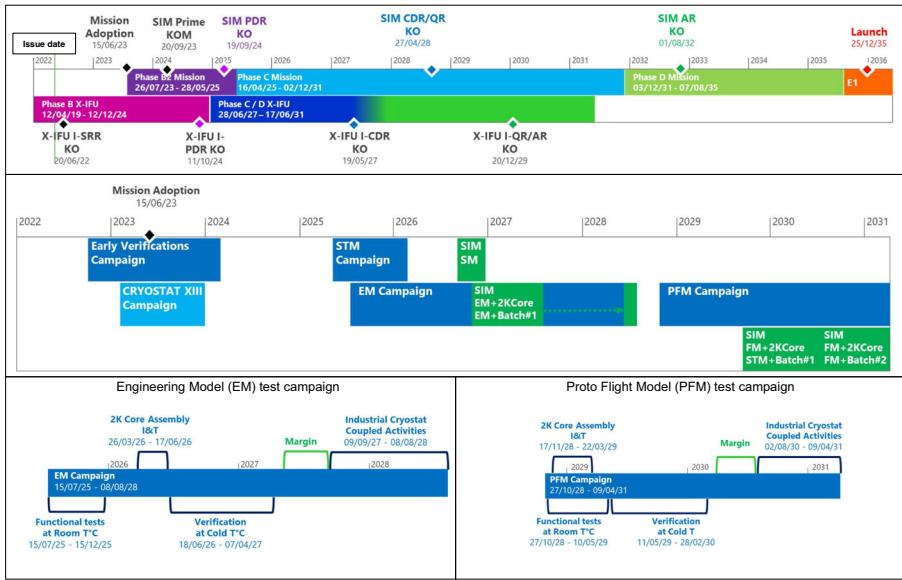 Mission
Adoption
15/06/23
SIM Prime
KOM
20/09/23
SIM PDR
KO
19/09/24
SIM CDR/QR
KO
27/04/28
SIM AR
KO
01/08/32
Launch
25/12/35
Issue date
2022 2023 2024 2025 2026 2027 2028 2029 2030 2031 2032 2033 2034 2035 2036
Phase B2 Mission
26/07/23 - 28/05/25
Phase C Mission
16/04/25 - 02/12/31
Phase D Mission
03/12/31 - 07/08/35
E1
Phase B X-IFU
12/04/19 - 12/12/24
Phase C / D X-IFU
28/06/27 – 17/06/31
X-IFU I-SRR
KO
20/06/22
X-IFU I-
PDR KO
11/10/24
X-IFU I-CDR
KO
19/05/27
X-IFU I-QR/AR
KO
20/12/29
Mission Adoption
15/06/23
2022 2023 2024 2025 2026 2027 2028 2029 2030 2031
Early Verifications
Campaign
STM
Campaign
SIM
SM
CRYOSTAT XIII
Campaign
EM Campaign
SIM
EM+2KCore
EM+Batch#1
PFM Campaign
SIM
FM+2KCore
STM+Batch#1
SIM
FM+2KCore
FM+Batch#2
Engineering Model (EM) test campaign
2K Core Assembly
I&T
26/03/26 - 17/06/26
Margin
Industrial Cryostat
Coupled Activities
09/09/27 - 08/08/28
2026 2027 2028
EM Campaign
15/07/25 - 08/08/28
Functional tests
at Room T°C
15/07/25 - 15/12/25
Verification
at Cold T°C
18/06/26 - 07/04/27
Proto Flight Model (PFM) test campaign
2K Core Assembly
I&T
17/11/28 - 22/03/29
Margin
Industrial Cryostat
Coupled Activities
02/08/30 - 09/04/31
2029 2030 2031
PFM Campaign
27/10/28 - 09/04/31
Functional tests
at Room T°C
27/10/28 - 10/05/29
Verification
at Cold T
11/05/29 - 28/02/30